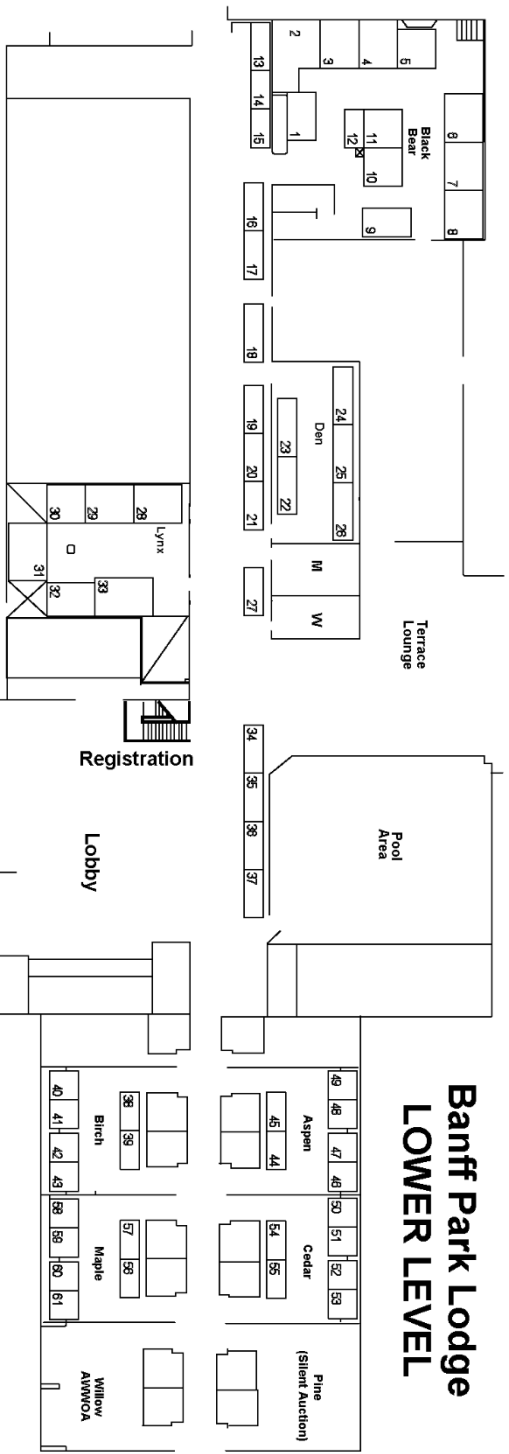 Banff Park Lodge
LOWER LEVEL
6
7
8
5
4
3
2
Black
Bear
11
10
12
9
1
13
14
15
16
17
18
19
20
21
24
25
26
Den
23
22
M
W
27
Terrace
Lounge
28
29
30
Lynx
31
32
33
Registration
Lobby
34
35
36
37
Pool
Area
49
48
47
46
Aspen
45
44
50
51
52
53
Cedar
54
55
Pine
(Silent Auction)
38
39
Birch
40
41
42
43
57
56
Maple
58
59
60
61
Willow
AWWOA